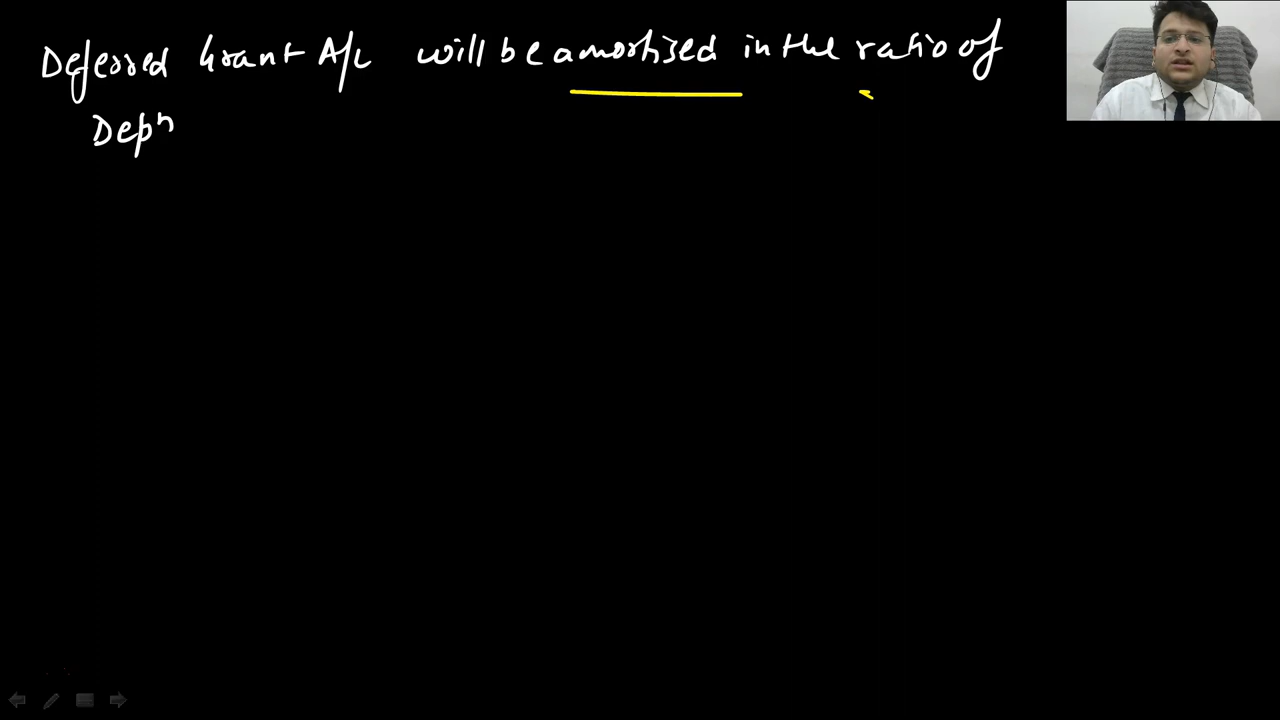 Deferred Grant A/c will be amortised in the ratio of
Depn